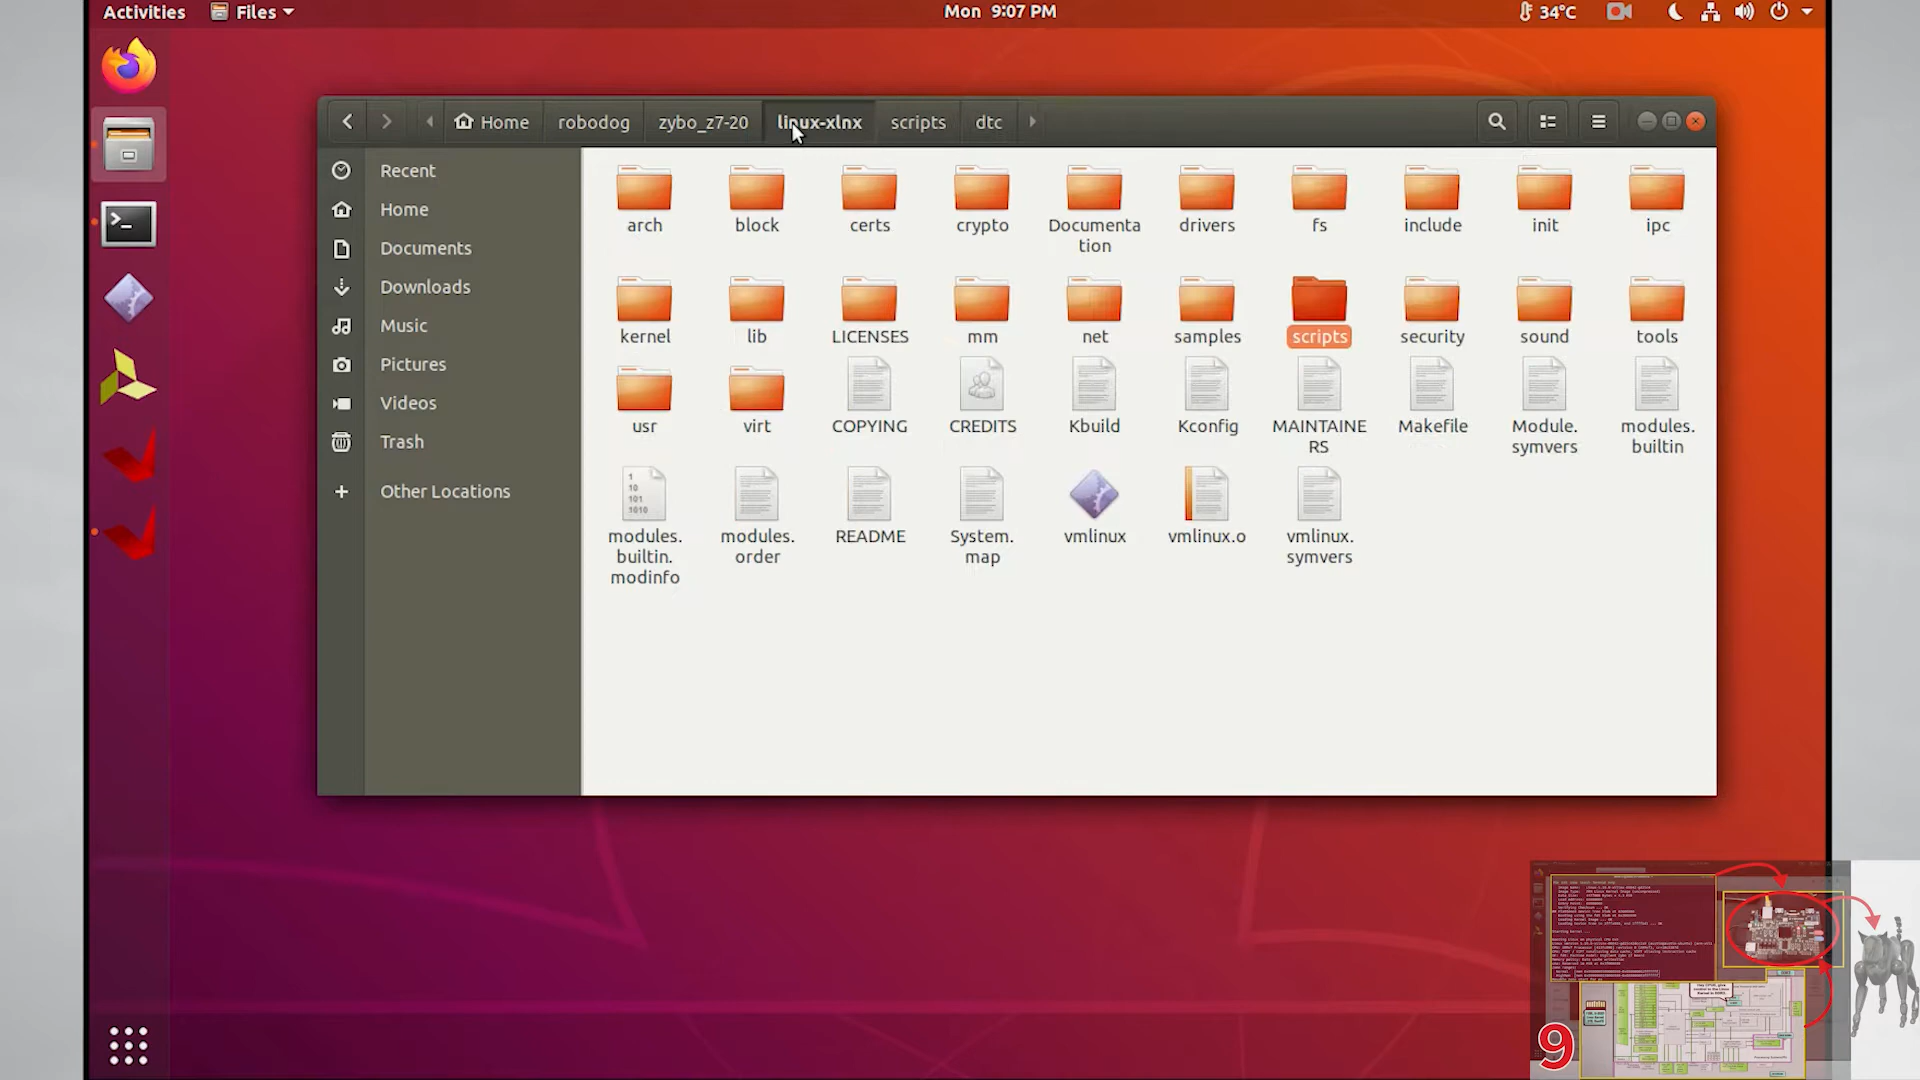 Activities
Files
Mon 9:07 PM
34°C
Home
robodog
zybo_z7-20
linux-xlnx
scripts
dtc
Recent
Home
Documents
Downloads
Music
Pictures
Videos
Trash
Other Locations
arch
block
certs
crypto
Documenta
tion
drivers
fs
include
init
ipc
kernel
lib
LICENSES
mm
net
samples
scripts
security
sound
tools
usr
virt
COPYING
CREDITS
Kbuild
Kconfig
MAINTAINE
RS
Makefile
Module.
symvers
modules.
builtin
modules.
builtin.
modinfo
modules.
order
README
System.
map
vmlinux
vmlinux.o
vmlinux.
symvers
9